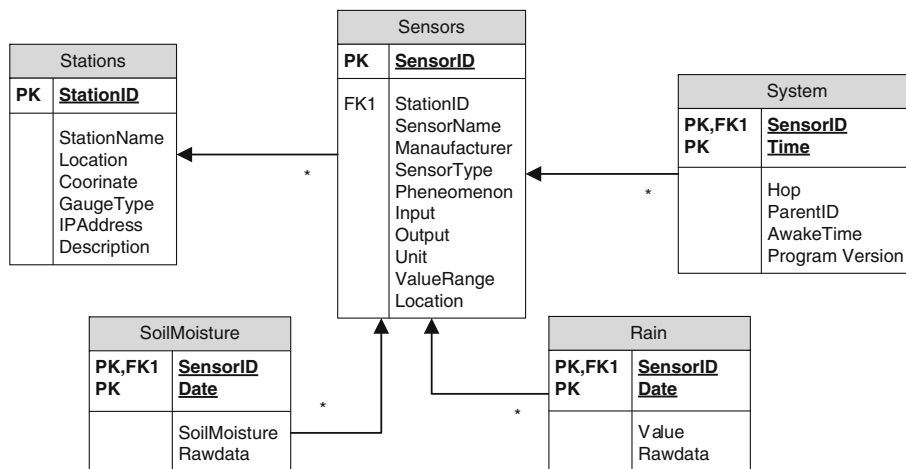 Stations
PK StationID
StationName
Location
Coorinate
GaugeType
IPAddress
Description
Sensors
PK SensorID
FK1 StationID
SensorName
Manaufacturer
SensorType
Pheneomenon
Input
Output
Unit
ValueRange
Location
System
PK,FK1 SensorID
PK Time
Hop
ParentID
AwakeTime
Program Version
*
*
SoilMoisture
PK,FK1 SensorID
PK Date
SoilMoisture
Rawdata
*
Rain
PK,FK1 SensorID
PK Date
Value
Rawdata
*